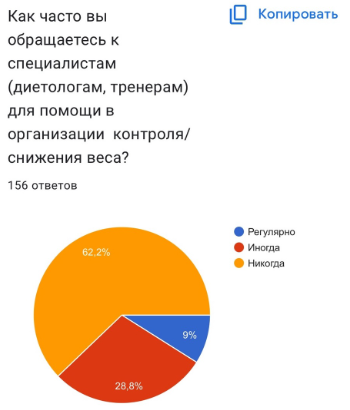 Как часто вы
обращаетесь к
специалистам
(диетологам, тренерам)
для помощи в
организации контроля/
снижения веса?
Копировать
156 ответов
Регулярно
Иногда
Никогда
62,2%
9%
28,8%